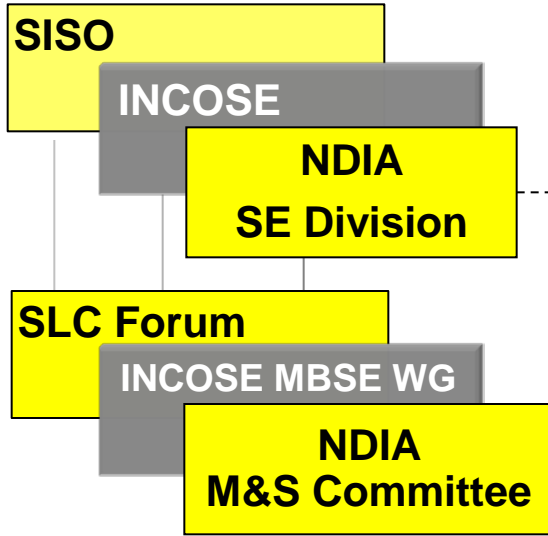 SISO
INCOSE
NDIA
SE Division
SLC Forum
INCOSE MBSE WG
NDIA
M&S Committee